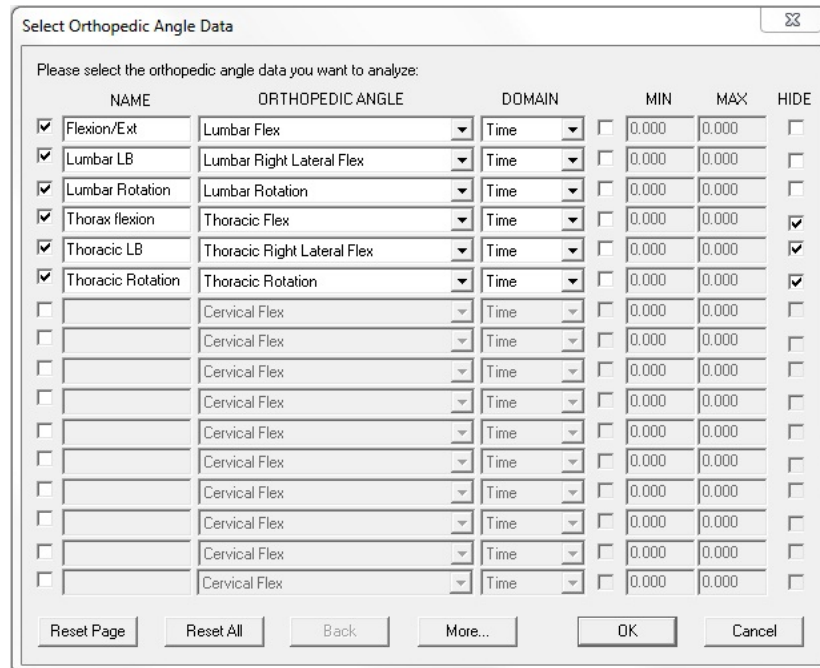 Select Orthopedic Angle Data
Please select the orthopedic angle data you want to analyze:
NAME ORTHOPEDIC ANGLE DOMAIN MIN MAX HIDE
Flexion/Ext Lumbar Flex Time 0.000 0.000
Lumbar LB Lumbar Right Lateral Flex Time 0.000 0.000
Lumbar Rotation Lumbar Rotation Time 0.000 0.000
Thorax flexion Thoracic Flex Time 0.000 0.000
Thoracic LB Thoracic Right Lateral Flex Time 0.000 0.000
Thoracic Rotation Thoracic Rotation Time 0.000 0.000
Cervical Flex Time 0.000 0.000
Cervical Flex Time 0.000 0.000
Cervical Flex Time 0.000 0.000
Cervical Flex Time 0.000 0.000
Cervical Flex Time 0.000 0.000
Cervical Flex Time 0.000 0.000
Cervical Flex Time 0.000 0.000
Cervical Flex Time 0.000 0.000
Cervical Flex Time 0.000 0.000
Cervical Flex Time 0.000 0.000
Reset Page Reset All Back More... OK Cancel